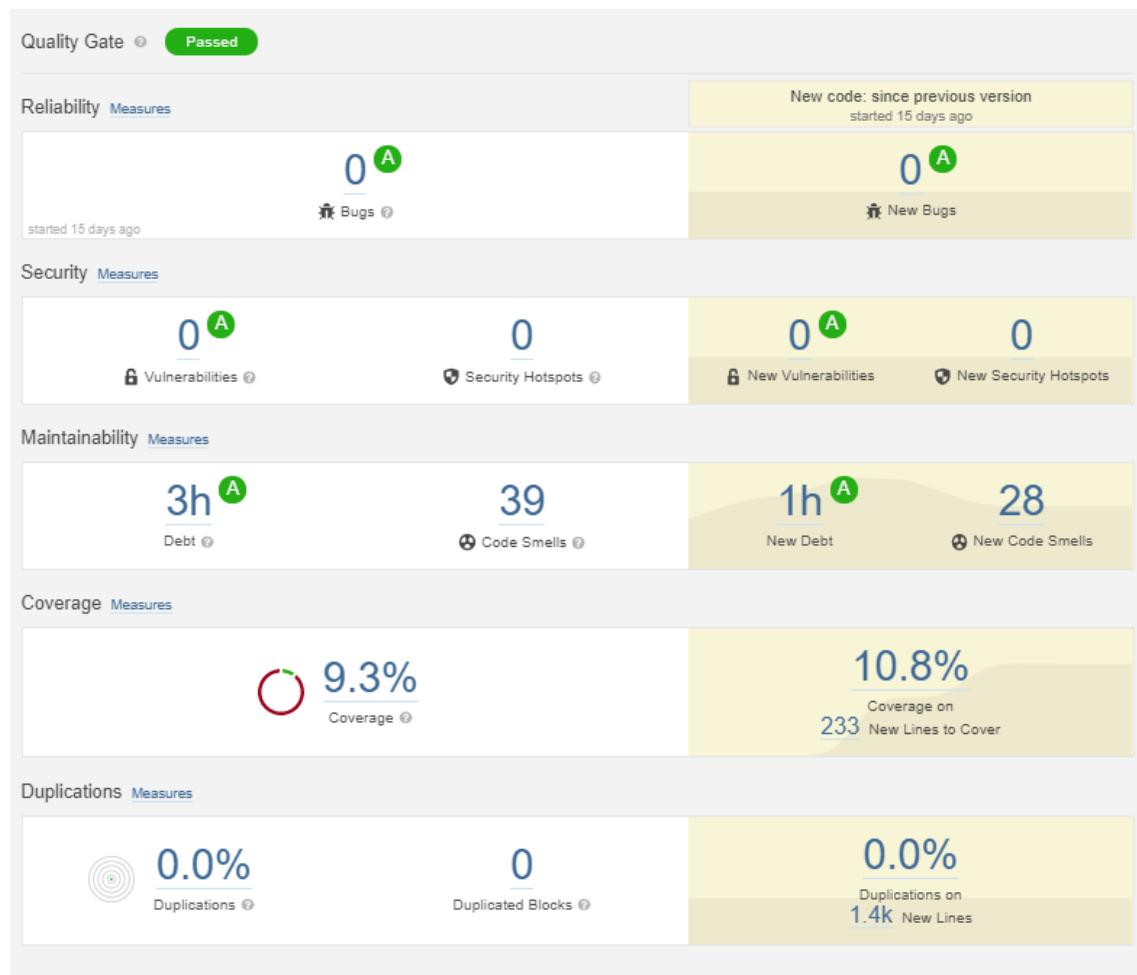 Quality Gate Passed
Reliability Measures
New code: since previous version
started 15 days ago
0 A
Bugs
started 15 days ago
0 A
New Bugs
Security Measures
0 A
Vulnerabilities
0
Security Hotspots
0 A
New Vulnerabilities
0
New Security Hotspots
Maintainability Measures
3h A
Debt
39
Code Smells
1h A
New Debt
28
New Code Smells
Coverage Measures
9.3%
Coverage
10.8%
Coverage on
233 New Lines to Cover
Duplications Measures
0.0%
Duplications
0
Duplicated Blocks
0.0%
Duplications on
1.4k New Lines